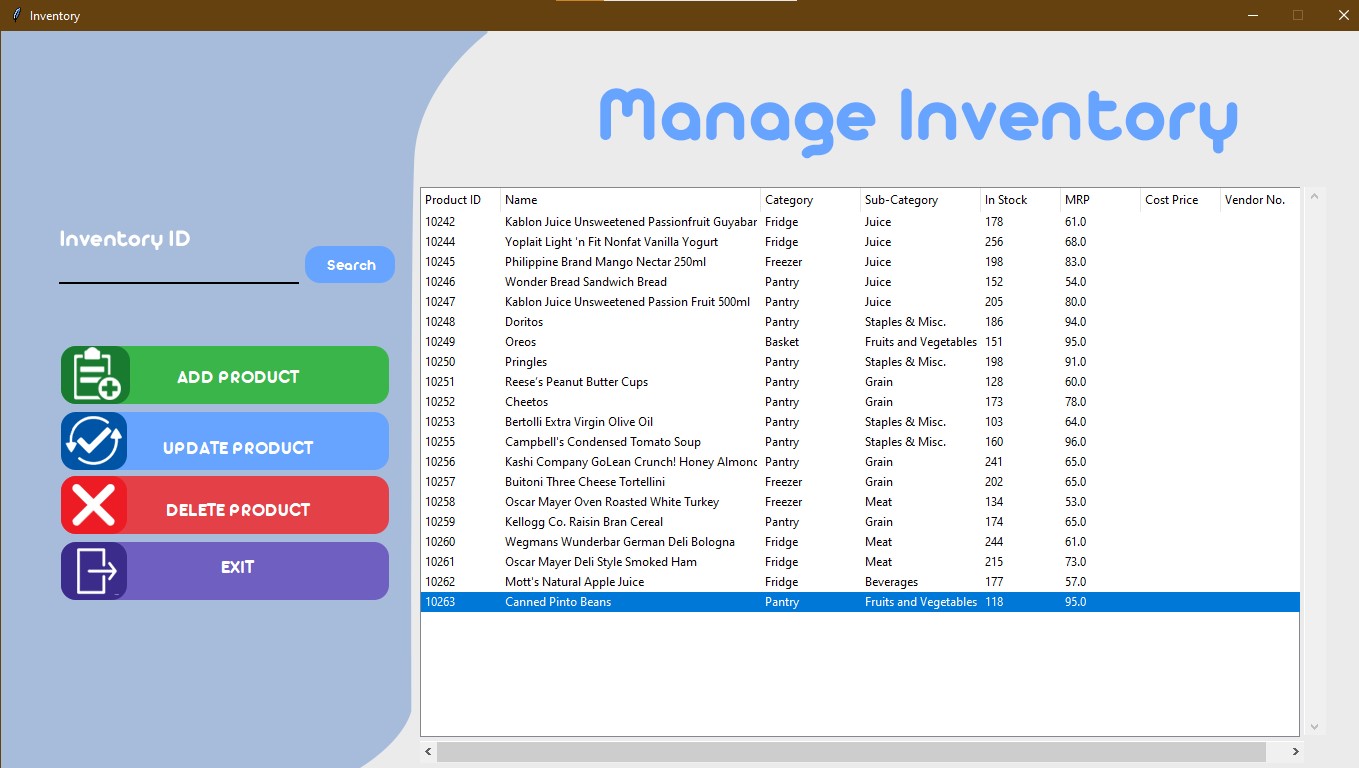 Inventory
Manage Inventory
Inventory ID
Search
ADD PRODUCT
UPDATE PRODUCT
DELETE PRODUCT
EXIT
Product ID Name Category Sub-Category In Stock MRP Cost Price Vendor No.
10242 Kablon Juice Unsweetened Passionfruit Guyabar Fridge Juice 178 61.0
10244 Yoplait Light 'n Fit Nonfat Vanilla Yogurt Fridge Juice 256 68.0
10245 Philippine Brand Mango Nectar 250ml Freezer Juice 198 83.0
10246 Wonder Bread Sandwich Bread Pantry Juice 152 54.0
10247 Kablon Juice Unsweetened Passion Fruit 500ml Pantry Juice 205 80.0
10248 Doritos Pantry Staples & Misc. 186 94.0
10249 Oreos Basket Fruits and Vegetables 151 95.0
10250 Pringles Pantry Staples & Misc. 198 91.0
10251 Reese's Peanut Butter Cups Pantry Grain 128 60.0
10252 Cheetos Pantry Grain 173 78.0
10253 Bertolli Extra Virgin Olive Oil Pantry Staples & Misc. 103 64.0
10255 Campbell's Condensed Tomato Soup Pantry Staples & Misc. 160 96.0
10256 Kashi Company GoLean Crunch! Honey Almond Pantry Grain 241 65.0
10257 Buitoni Three Cheese Tortellini Freezer Grain 202 65.0
10258 Oscar Mayer Oven Roasted White Turkey Freezer Meat 134 53.0
10259 Kellogg Co. Raisin Bran Cereal Pantry Grain 174 65.0
10260 Wegmans Wunderbar German Deli Bologna Fridge Meat 244 61.0
10261 Oscar Mayer Deli Style Smoked Ham Fridge Meat 215 73.0
10262 Mott's Natural Apple Juice Fridge Beverages 177 57.0
10263 Canned Pinto Beans Pantry Fruits and Vegetables 118 95.0